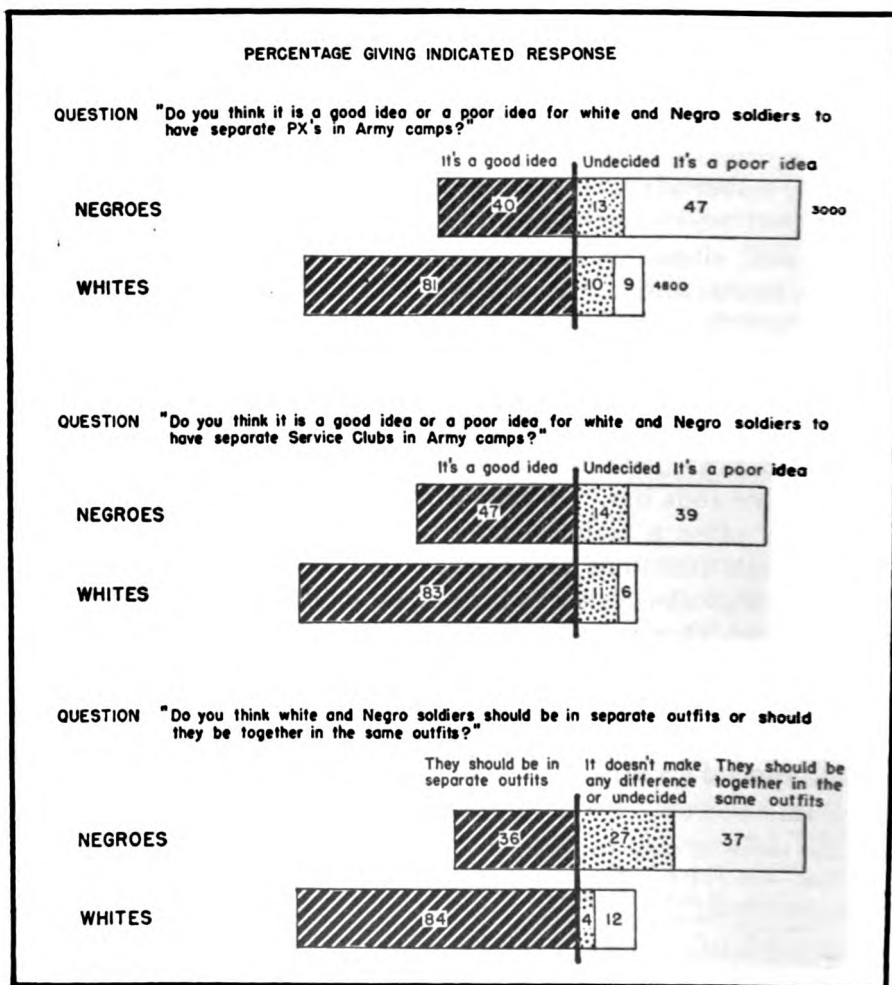 PERCENTAGE GIVING INDICATED RESPONSE
QUESTION "Do you think it is a good idea or a poor idea for white and Negro soldiers to
have separate PX's in Army camps?"
It's a good idea Undecided It's a poor idea
NEGROES 40 13 47 3000
WHITES 81 10 9 4800
QUESTION "Do you think it is a good idea or a poor idea for white and Negro soldiers to
have separate Service Clubs in Army camps?"
It's a good idea Undecided It's a poor idea
NEGROES 47 14 39
WHITES 83 11 6
QUESTION "Do you think white and Negro soldiers should be in separate outfits or should
they be together in the same outfits?"
They should be in It doesn't make They should be
separate outfits any difference together in the
or undecided same outfits
NEGROES 36 27 37
WHITES 84 4 12